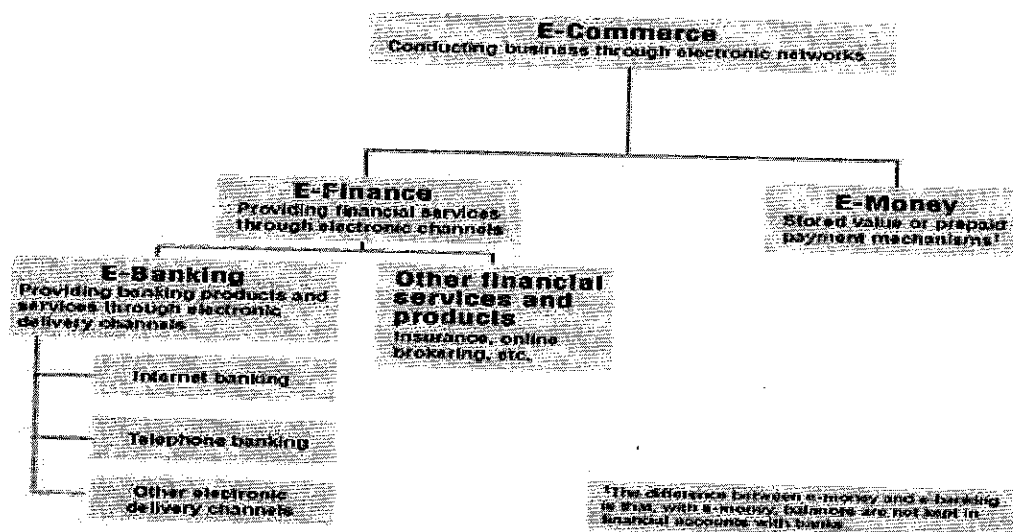 E-Commerce
Conducting business through electronic networks
E-Finance
Providing financial services
through electronic channels
E-Money
Stored value or prepaid
payment mechanisms¹
E-Banking
Providing banking products and
services through electronic
delivery channels
Other financial
services and
products
Insurance, online
brokering, etc.
Internet banking
Telephone banking
Other electronic
delivery channels
¹The difference between e-money and e-banking
is that, with e-money, balances are not kept in
financial accounts with banks.